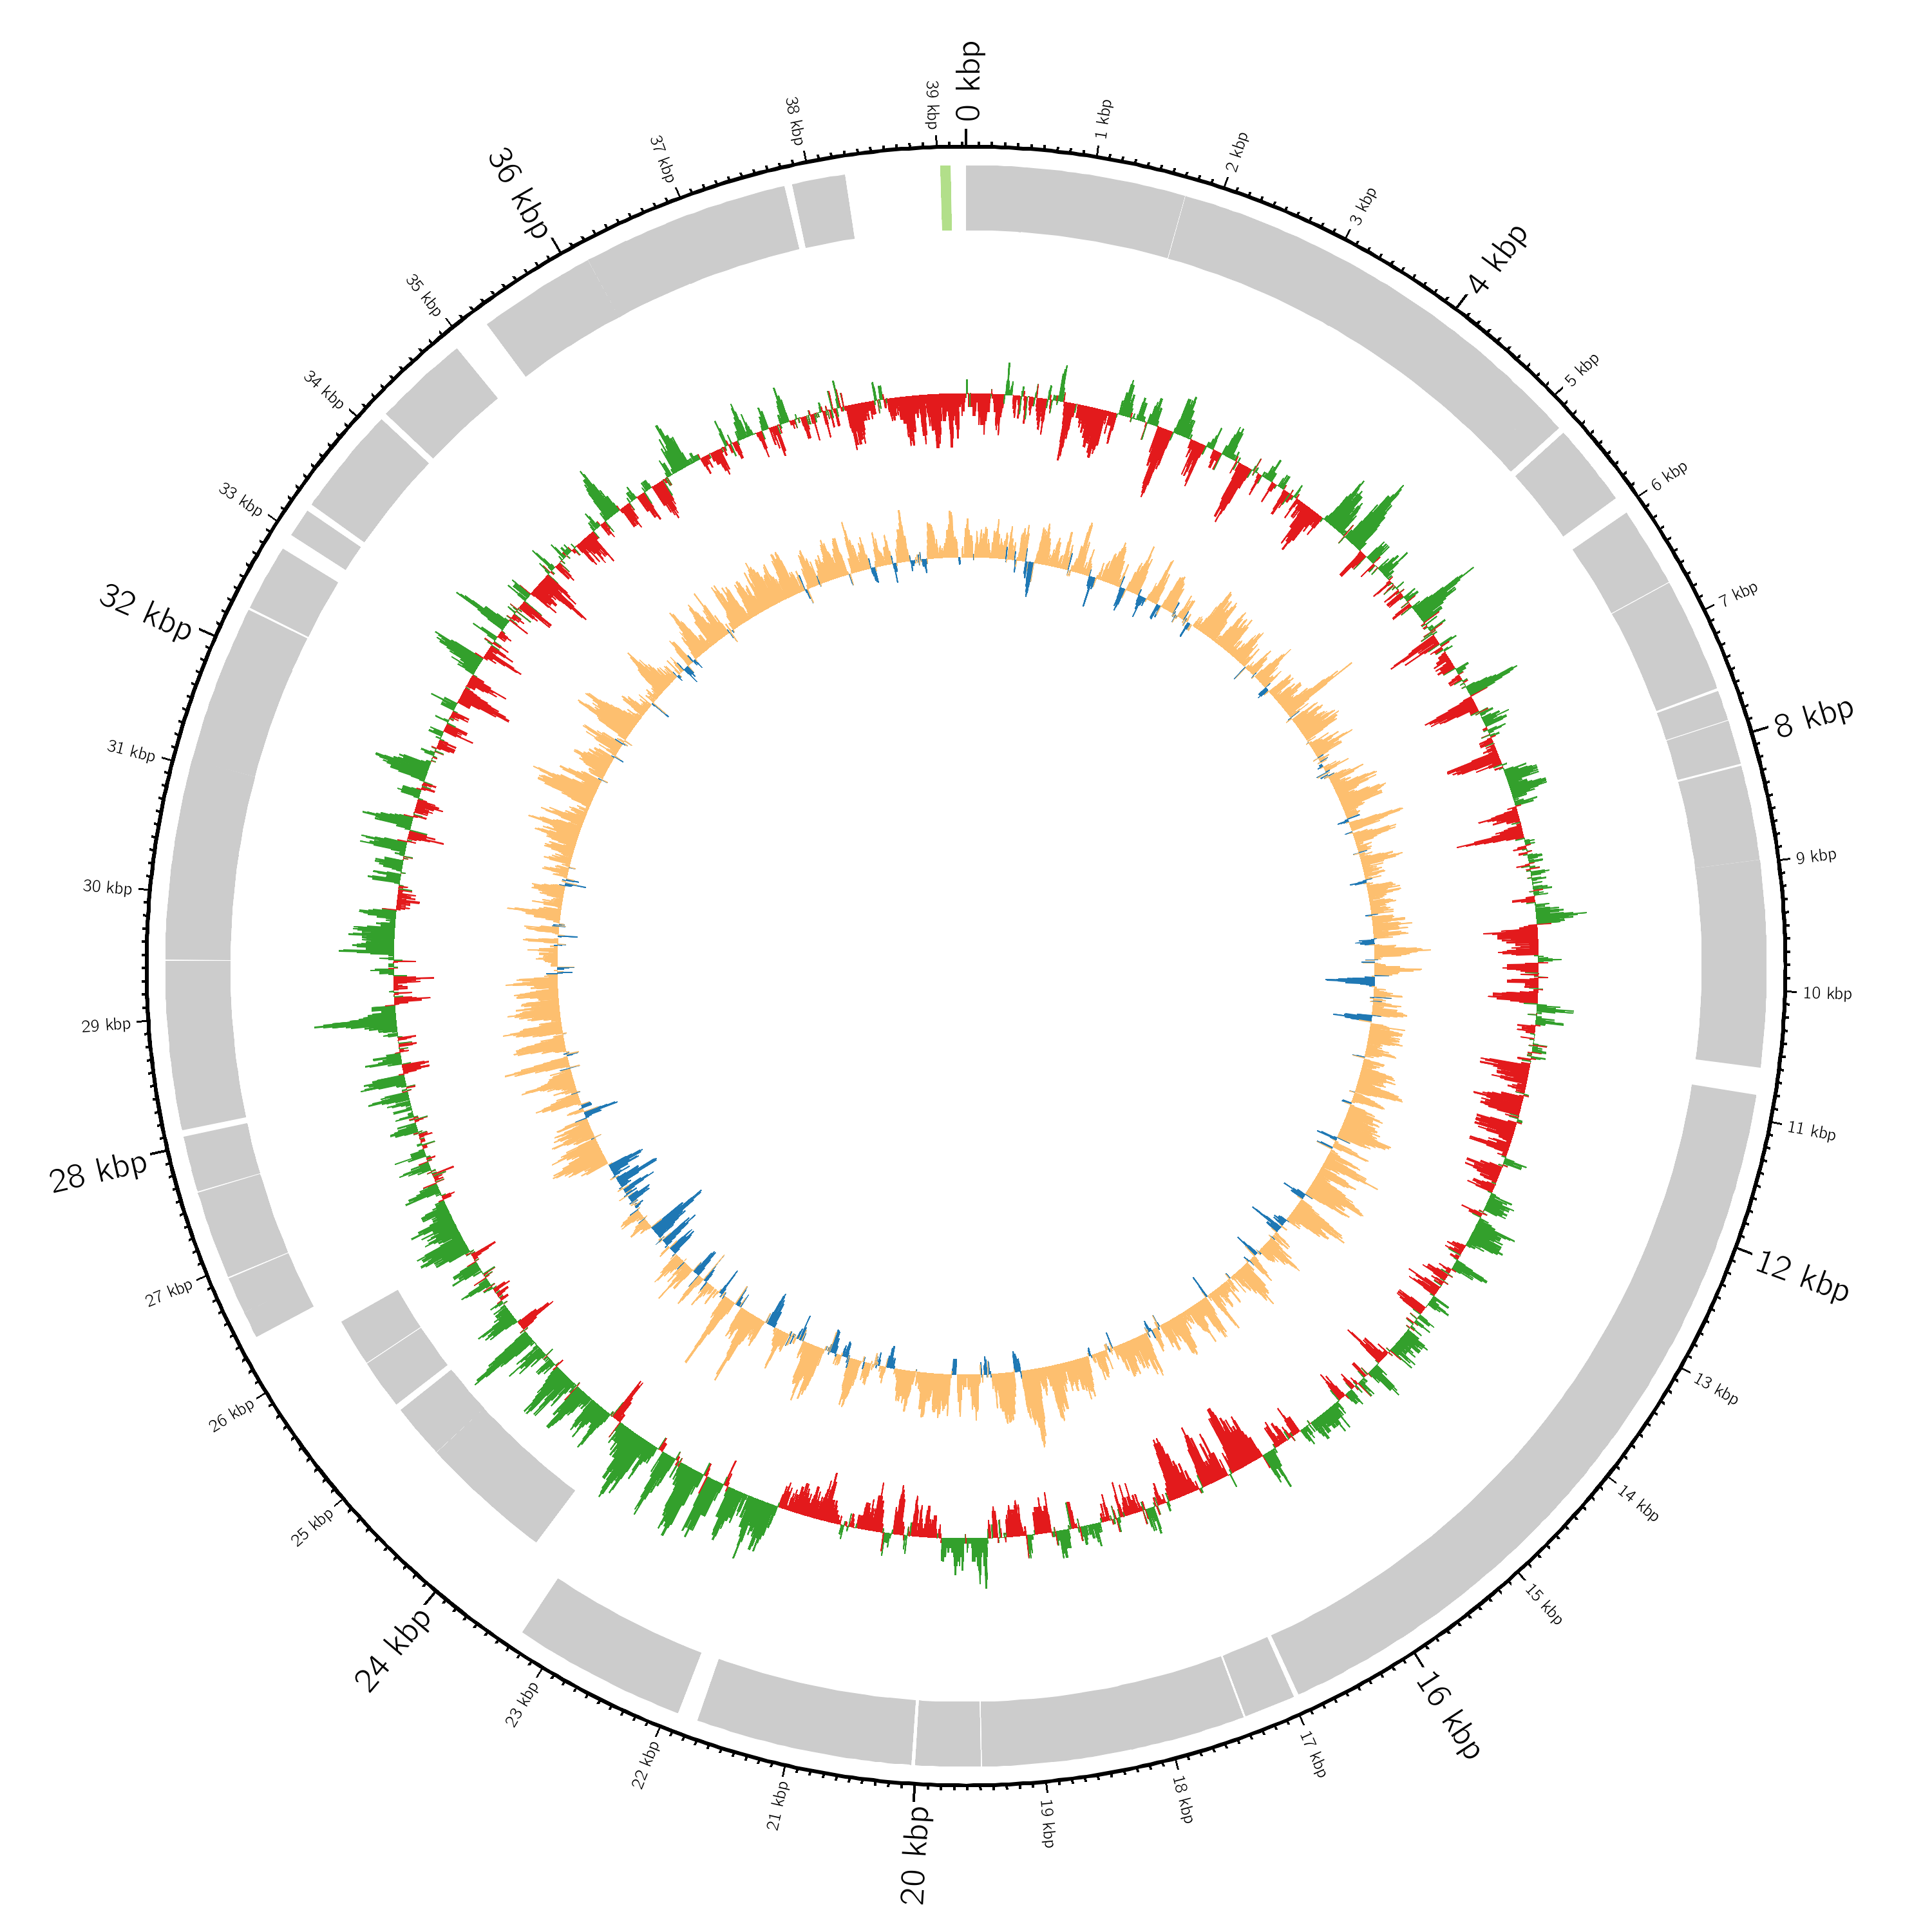 0 kbp
1 kbp
2 kbp
3 kbp
4 kbp
5 kbp
6 kbp
7 kbp
8 kbp
9 kbp
10 kbp
11 kbp
12 kbp
13 kbp
14 kbp
15 kbp
16 kbp
17 kbp
18 kbp
19 kbp
20 kbp
21 kbp
22 kbp
23 kbp
24 kbp
25 kbp
26 kbp
27 kbp
28 kbp
29 kbp
30 kbp
31 kbp
32 kbp
33 kbp
34 kbp
35 kbp
36 kbp
37 kbp
38 kbp
39 kbp